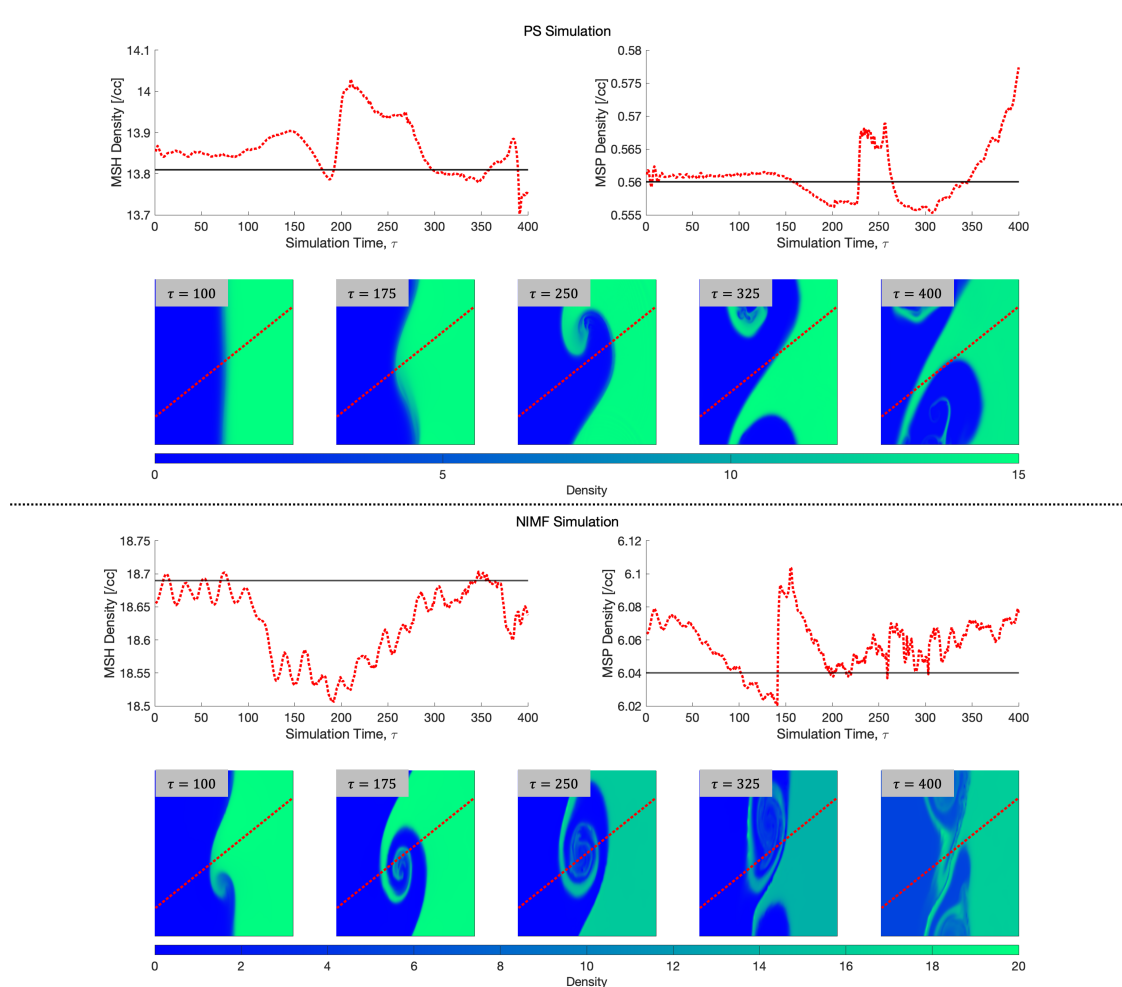 PS Simulation
MSH Density [/cc]
14.1
14
13.9
13.8
13.7
0 50 100 150 200 250 300 350 400
Simulation Time, τ
MSP Density [/cc]
0.58
0.575
0.57
0.565
0.56
0.555
0 50 100 150 200 250 300 350 400
Simulation Time, τ
τ = 100
τ = 175
τ = 250
τ = 325
τ = 400
0 5 10 15
Density
NIMF Simulation
MSH Density [/cc]
18.75
18.7
18.65
18.6
18.55
18.5
0 50 100 150 200 250 300 350 400
Simulation Time, τ
MSP Density [/cc]
6.12
6.1
6.08
6.06
6.04
6.02
0 50 100 150 200 250 300 350 400
Simulation Time, τ
τ = 100
τ = 175
τ = 250
τ = 325
τ = 400
0 2 4 6 8 10 12 14 16 18 20
Density